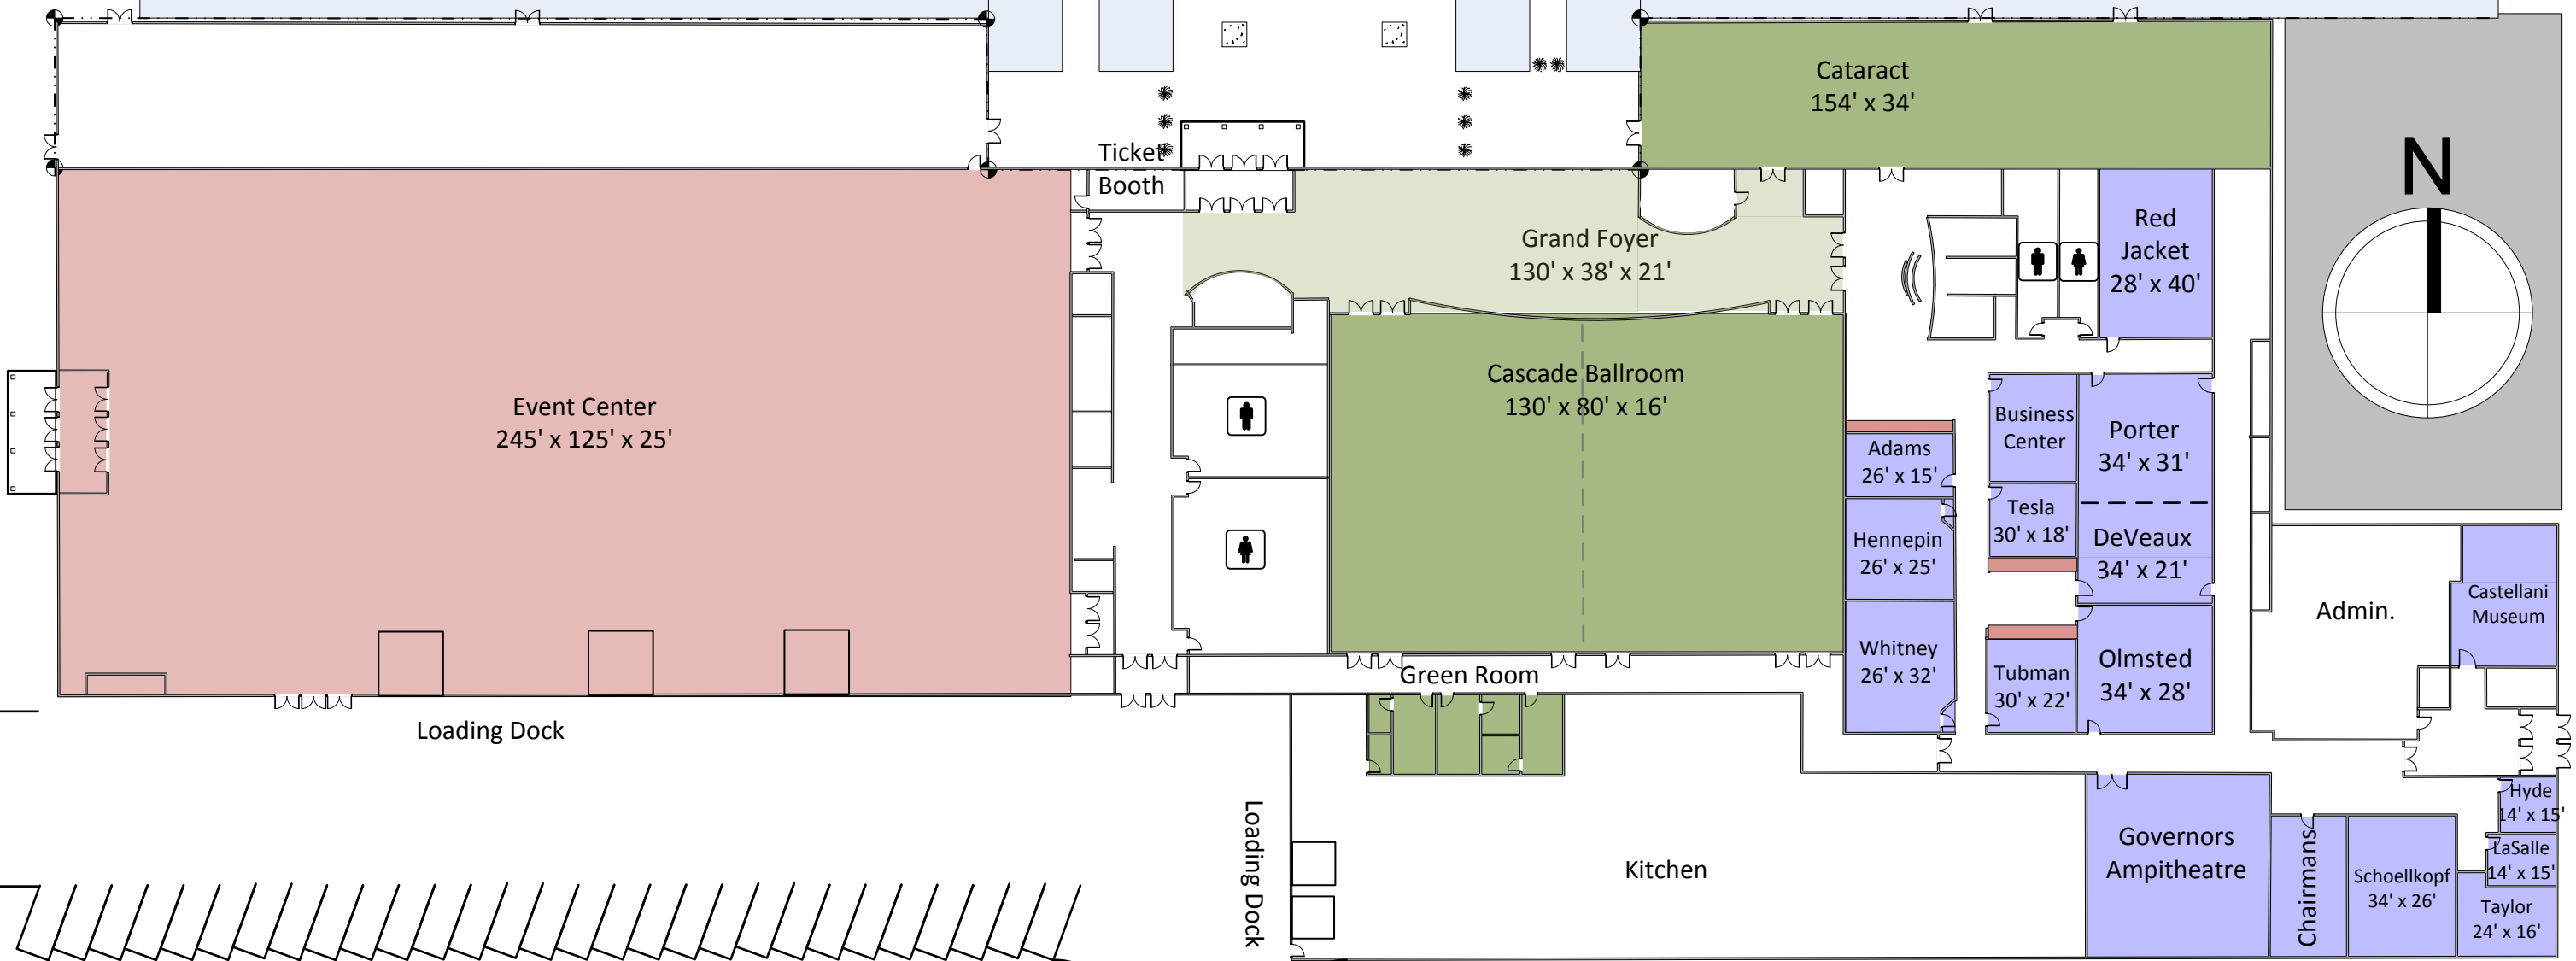 Cataract
154' x 34'
N
Ticket
Booth
Grand Foyer
130' x 38' x 21'
Red
Jacket
28' x 40'
Event Center
245' x 125' x 25'
Cascade Ballroom
130' x 80' x 16'
Adams
26' x 15'
Hennepin
26' x 25'
Whitney
26' x 32'
Business
Center
Tesla
30' x 18'
Tubman
30' x 22'
Porter
34' x 31'
DeVeaux
34' x 21'
Olmsted
34' x 28'
Admin.
Castellani
Museum
Green Room
Loading Dock
Loading Dock
Kitchen
Governors
Ampitheatre
Chairmans
Schoellkopf
34' x 26'
Hyde
14' x 15'
LaSalle
14' x 15'
Taylor
24' x 16'